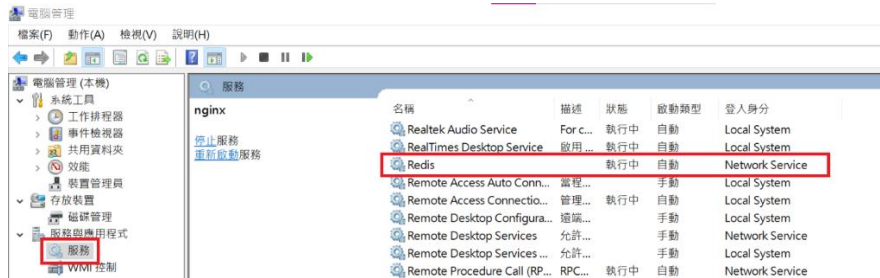 電腦管理
檔案(F) 動作(A) 檢視(V) 說明(H)
電腦管理 (本機)
系統工具
工作排程器
事件檢視器
共用資料夾
效能
裝置管理員
存放裝置
磁碟管理
服務與應用程式
服務
WMI 控制
服務
nginx
停止服務
重新啟動服務
名稱 描述 狀態 啟動類型 登入身分
Realtek Audio Service For c... 執行中 自動 Local System
RealTimes Desktop Service 啟用 ... 執行中 自動 Local System
Redis 執行中 自動 Network Service
Remote Access Auto Conn... 當程... 手動 Local System
Remote Access Connectio... 管理... 執行中 自動 Local System
Remote Desktop Configura... 遠端... 手動 Local System
Remote Desktop Services 允許... 手動 Network Service
Remote Desktop Services ... 允許... 手動 Local System
Remote Procedure Call (RP... RPC... 執行中 自動 Network Service